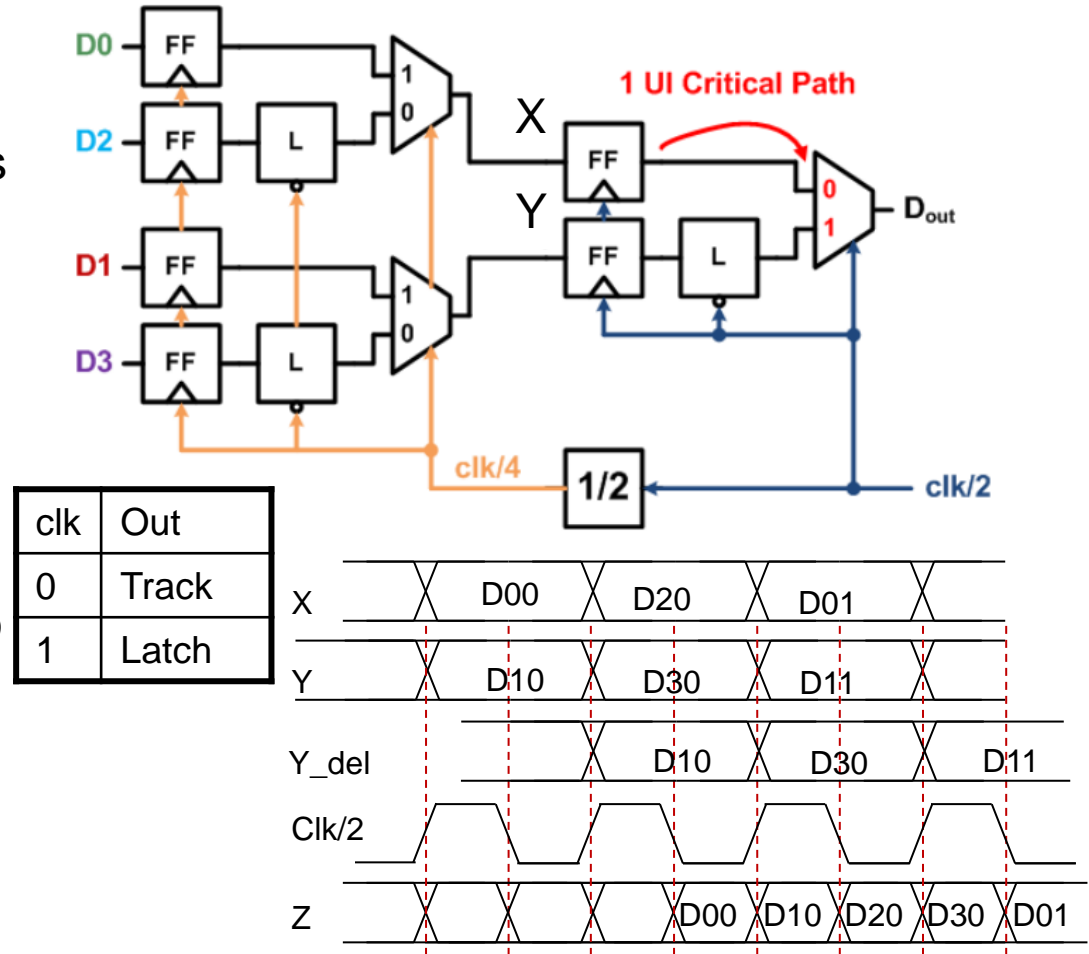 D0
FF
1
0
1 UI Critical Path
D2
FF
L
X
FF
0
s
Y
D1
FF
FF
L
1
Dout
1
0
D3
FF
L
clk/4
1/2
clk/2
clk Out
0 Track
1 Latch
)
X D00 D20 D01
Y D10 D30 D11
Y_del D10 D30 D11
Clk/2
Z D00 D10 D20 D30 D01